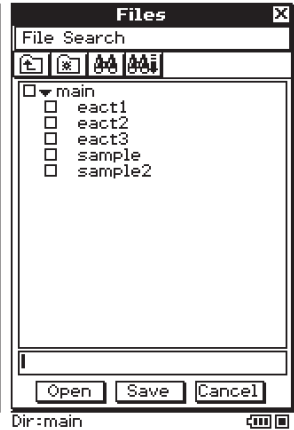 Files
File Search
main
eact1
eact2
eact3
sample
sample2
Open Save Cancel
Dir:main